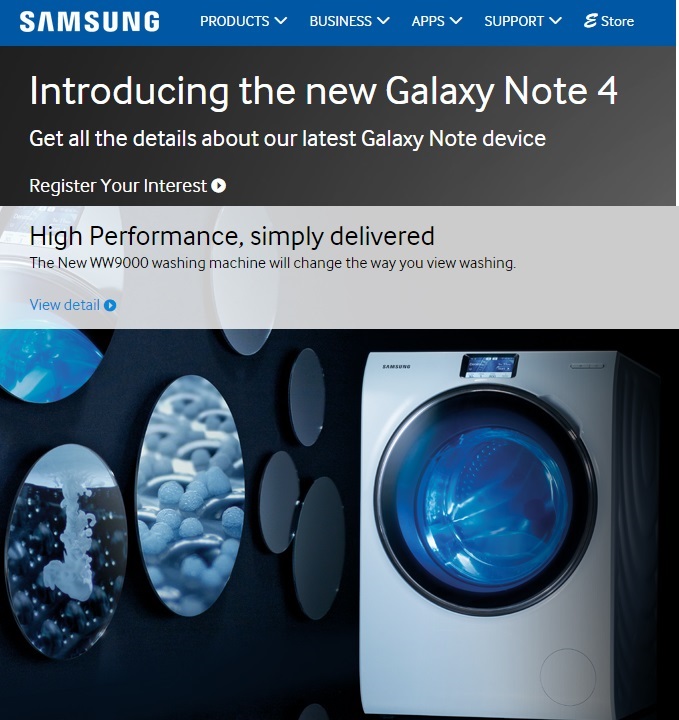 SAMSUNG
PRODUCTS BUSINESS APPS SUPPORT E Store
Introducing the new Galaxy Note 4
Get all the details about our latest Galaxy Note device
Register Your Interest
High Performance, simply delivered
The New WW9000 washing machine will change the way you view washing.
View detail
SAMSUNG